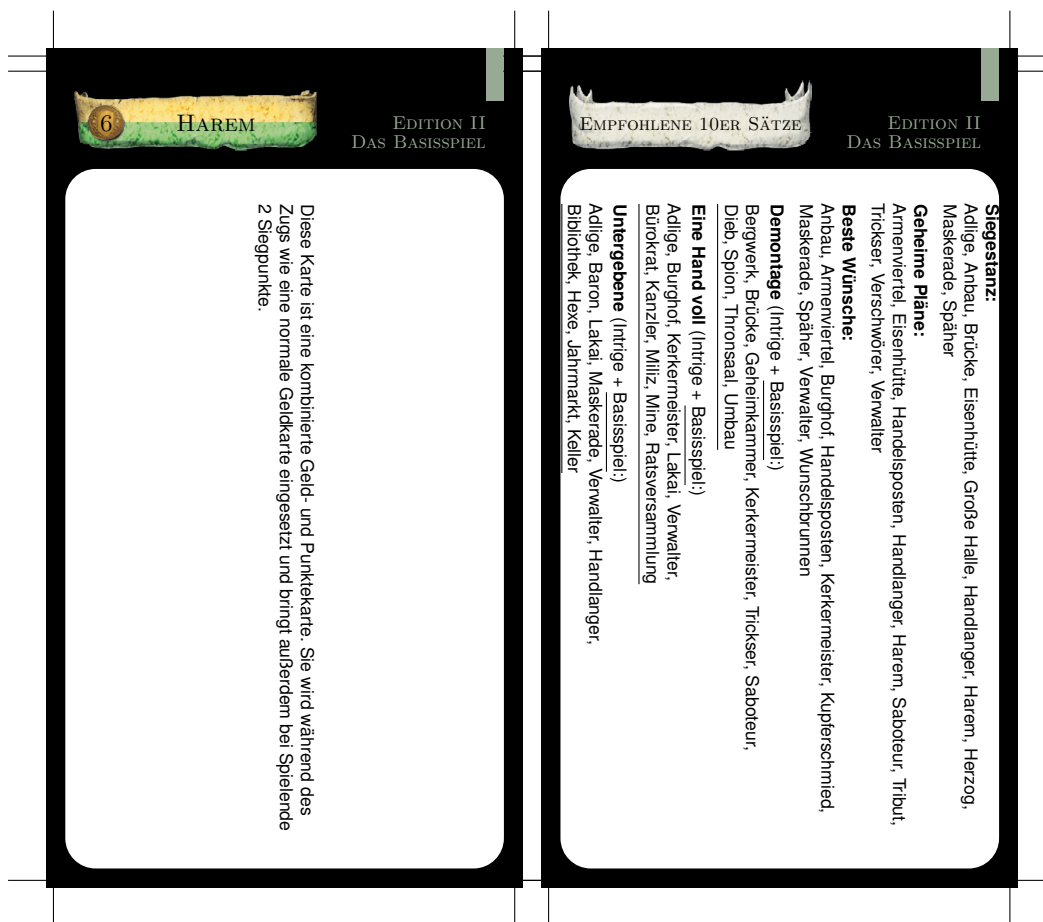 6
HAREM
EDITION II
DAS BASISSPIEL
Diese Karte ist eine kombinierte Geld- und Punktekarte. Sie wird während des
Zugs wie eine normale Geldkarte eingesetzt und bringt außerdem bei Spielende
2 Siegpunkte.
EMPFOHLENE 10ER SÄTZE
EDITION II
DAS BASISSPIEL
Siegestanz:
Adlige, Anbau, Brücke, Eisenhütte, Große Halle, Handlanger, Harem, Herzog,
Maskerade, Späher
Geheime Pläne:
Armenviertel, Eisenhütte, Handelsposten, Handlanger, Harem, Saboteur, Tribut,
Trickser, Verschwörer, Verwalter
Beste Wünsche:
Anbau, Armenviertel, Burghof, Handelsposten, Kerkermeister, Kupferschmied,
Maskerade, Späher, Verwalter, Wunschbrunnen
Demontage (Intrige + Basisspiel:)
Bergwerk, Brücke, Geheimkammer, Kerkermeister, Trickser, Saboteur,
Dieb, Spion, Thronsaal, Umbau
Eine Hand voll (Intrige + Basisspiel:)
Adlige, Burghof, Kerkermeister, Lakai, Verwalter,
Bürokrat, Kanzler, Miliz, Mine, Ratsversammlung
Untergebene (Intrige + Basisspiel:)
Adlige, Baron, Lakai, Maskerade, Verwalter, Handlanger,
Bibliothek, Hexe, Jahrmarkt, Keller